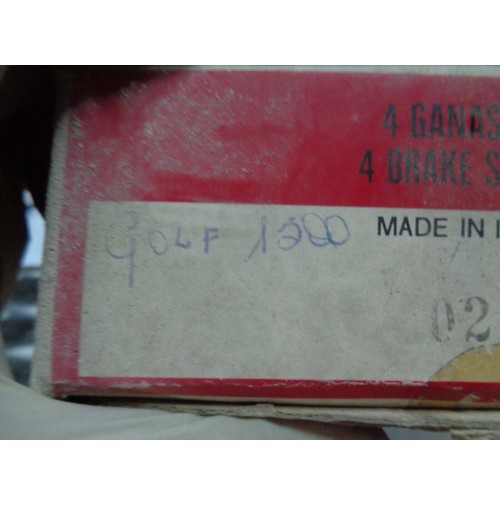 4 GANAS
4 BRAKE S
GOLF 1300 MADE IN I
02